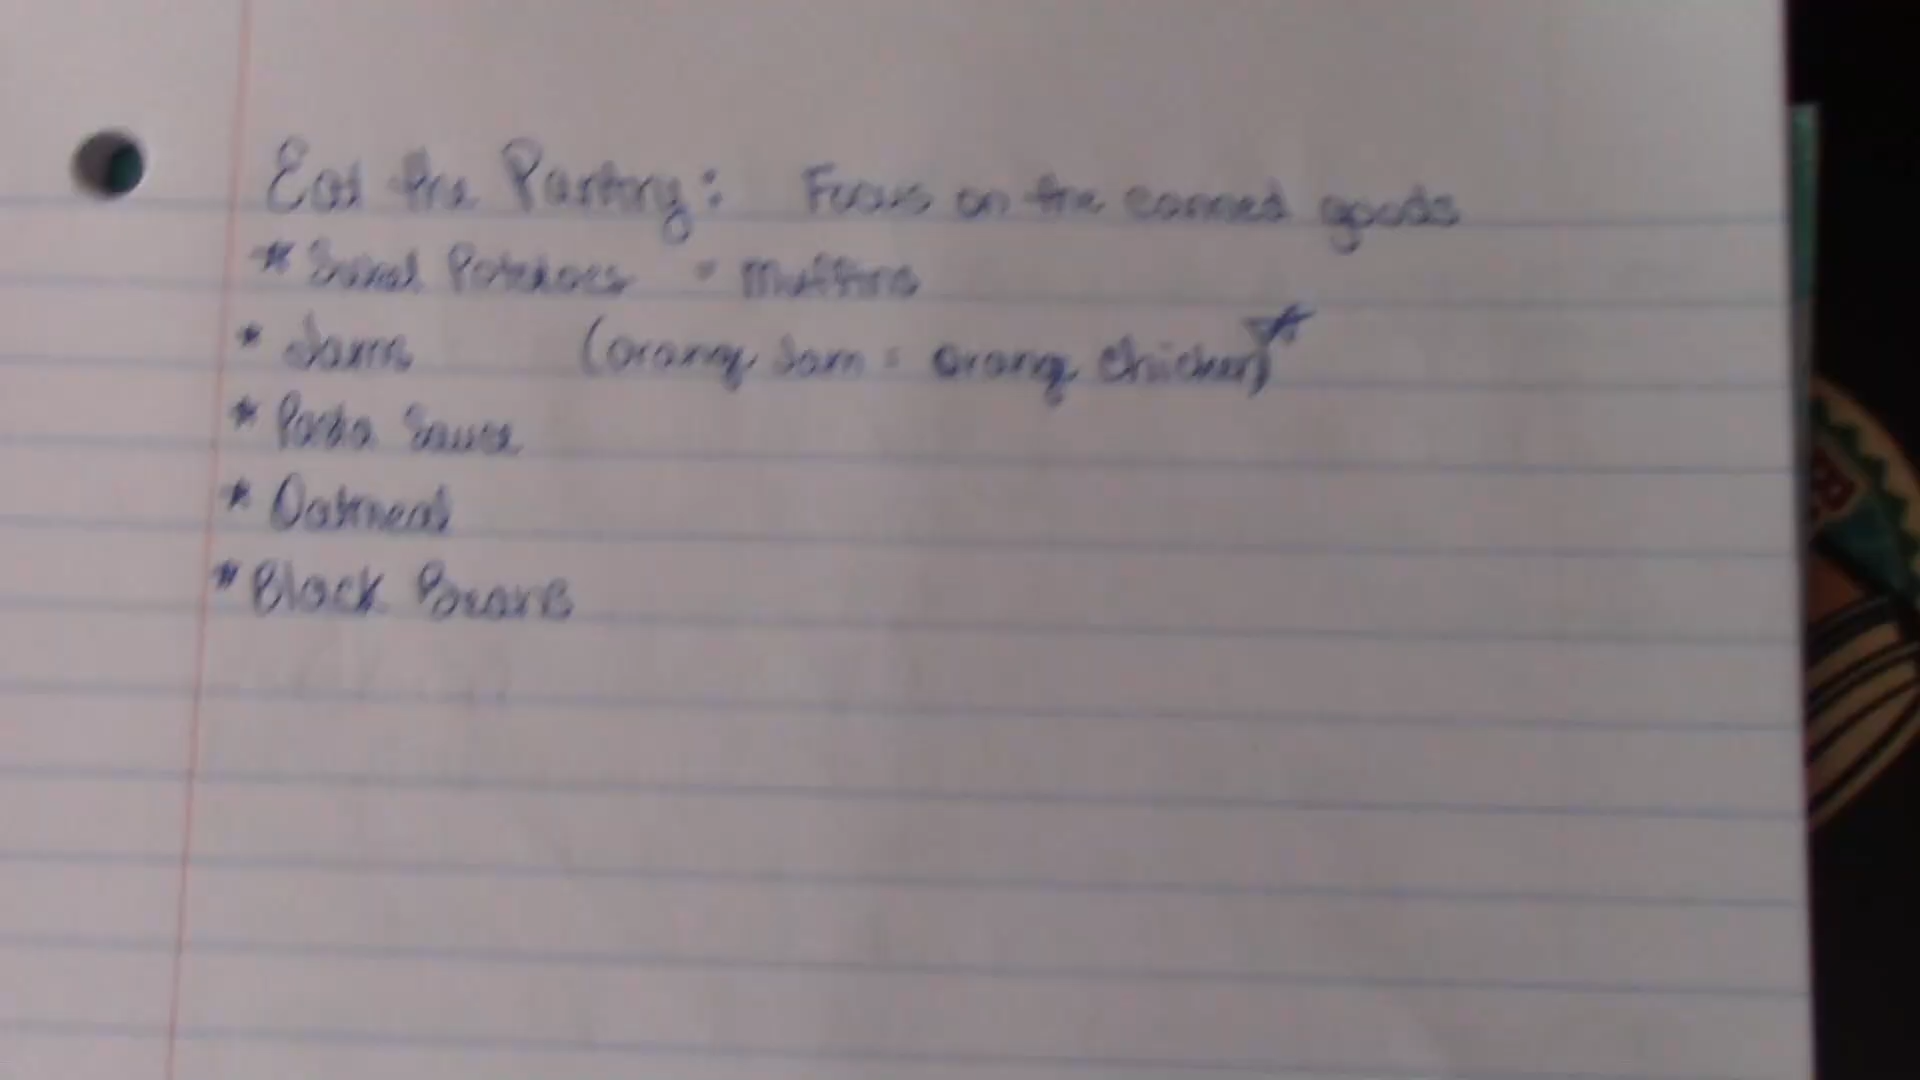 Eat the Pantry: Focus on the canned goods
* Sweet Potatoes = Muffins
* Jams (orange Jam = orange chicken)*
* Pasta Sauce
* Oatmeal
* Black Beans